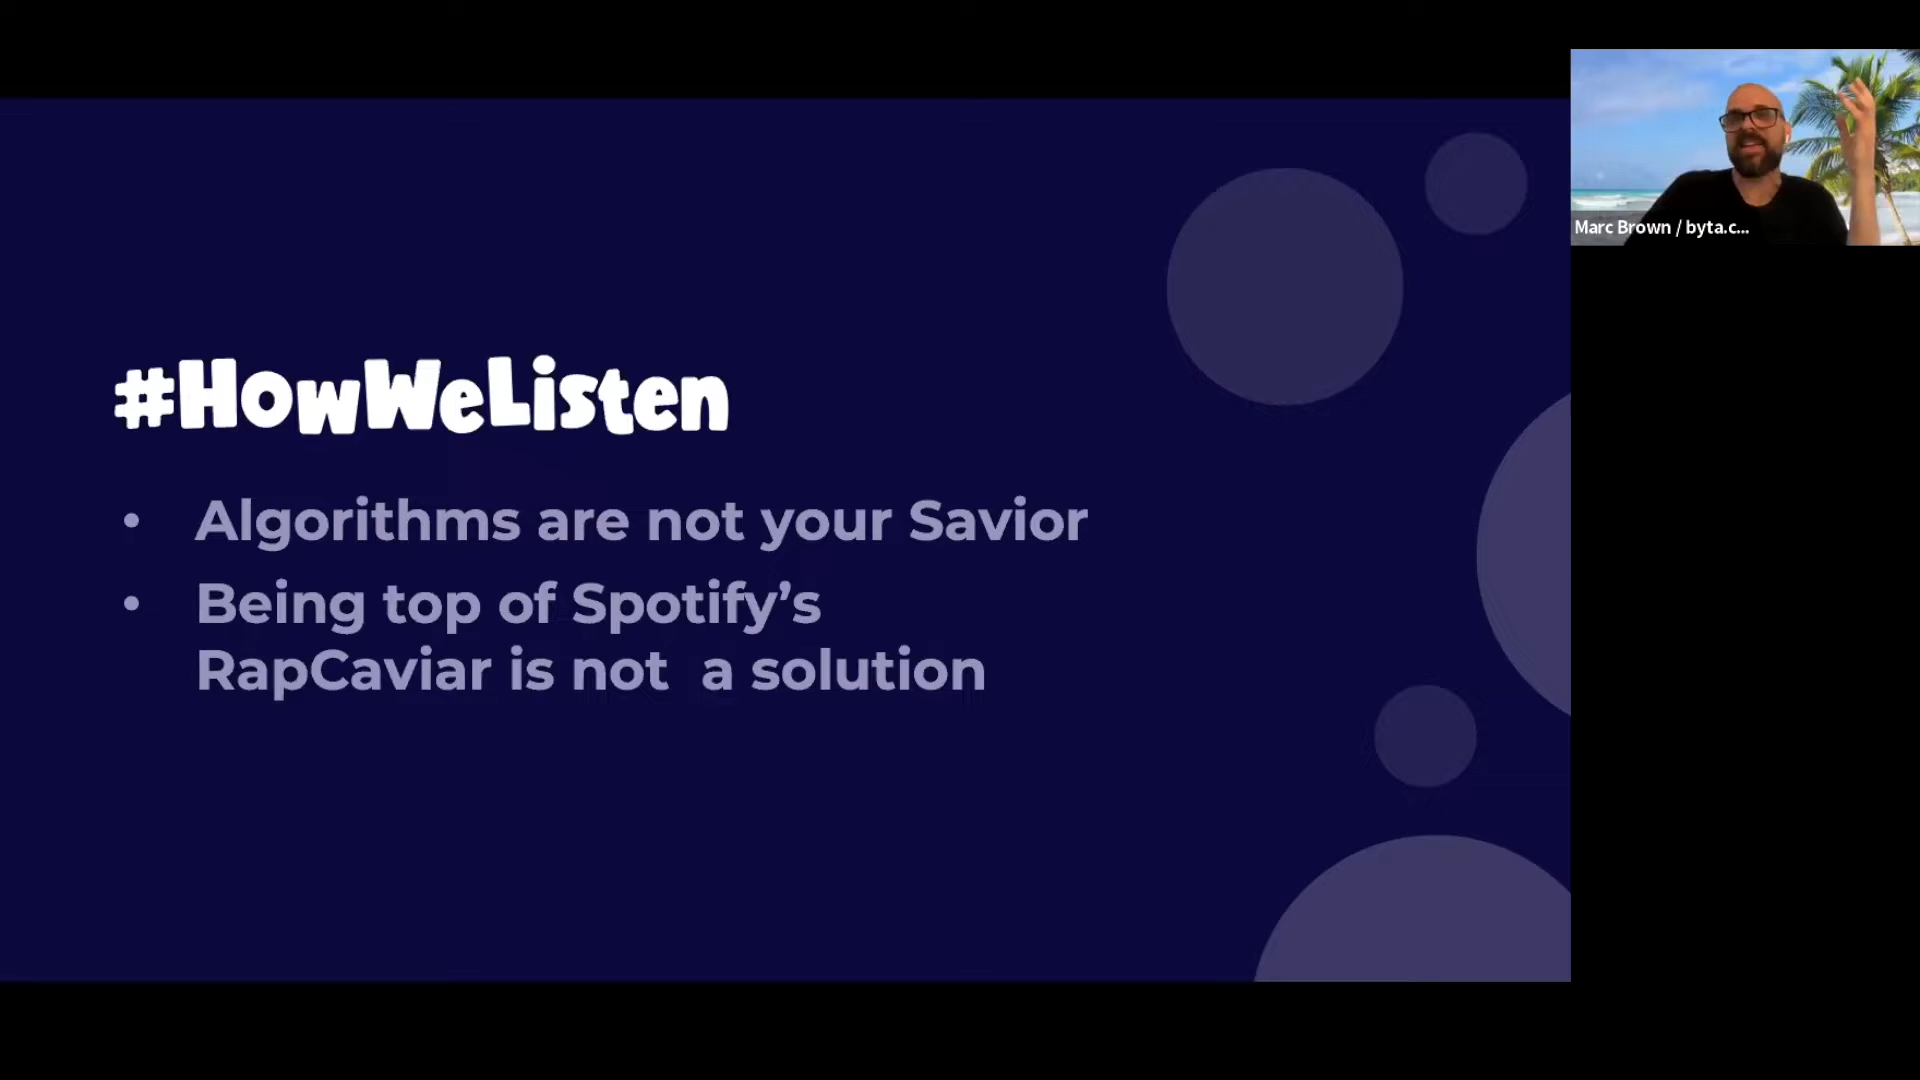 #HowWeListen
• Algorithms are not your Savior
• Being top of Spotify’s
RapCaviar is not  a solution
Marc Brown / byta.c...